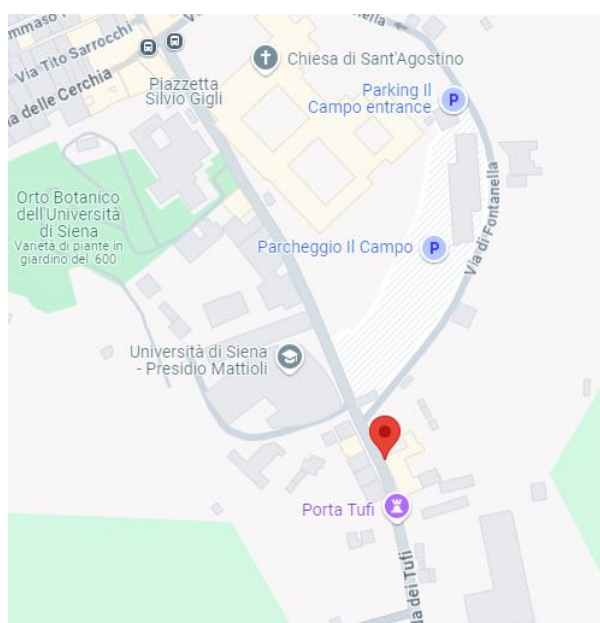 mmaso
Via Tito Sarrocchi
a delle Cerchia
Piazzetta
Silvio Gigli
Chiesa di Sant'Agostino
Parking Il
Campo entrance
P
Orto Botanico
dell'Università
di Siena
Varietà di piante in
giardino del '600
Parcheggio Il Campo
P
Via di Fontanella
Università di Siena
- Presidio Mattioli
Porta Tufi
a dei Tufi